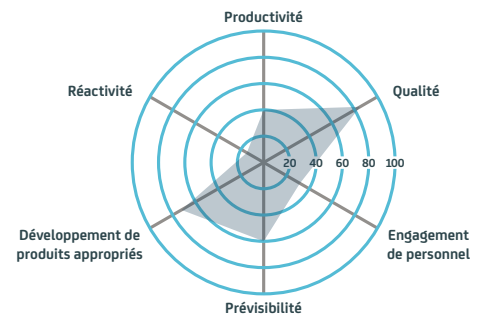 Productivité
Réactivité
Qualité
20 40 60 80 100
Développement de
produits appropriés
Engagement
de personnel
Prévisibilité